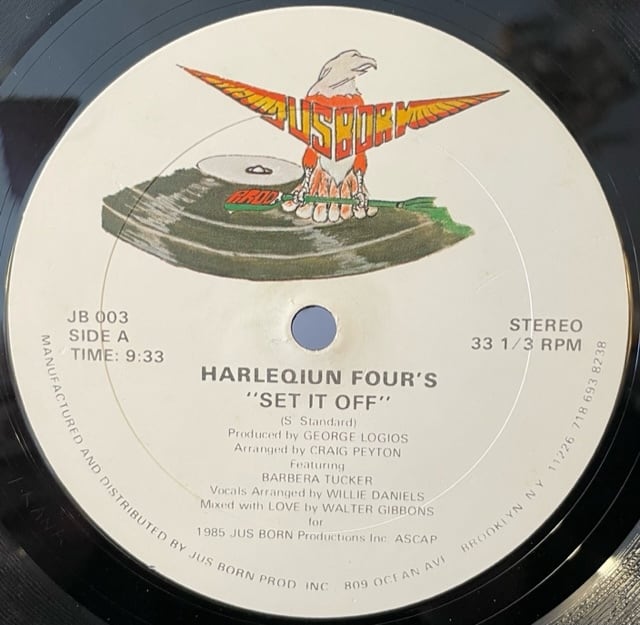 JUS BORN
PROD
JB 003
SIDE A
TIME: 9:33
STEREO
33 1/3 RPM
HARLEQIUN FOUR'S
"SET IT OFF"
(S. Standard)
Produced by GEORGE LOGIOS
Arranged by CRAIG PEYTON
Featuring
BARBERA TUCKER
Vocals Arranged by WILLIE DANIELS
Mixed with LOVE by WALTER GIBBONS
for
1985 JUS BORN Productions Inc. ASCAP
MANUFACTURED AND DISTRIBUTED BY JUS BORN PROD. INC. 809 OCEAN AVE BROOKLYN N.Y. 11226 718 693 8238